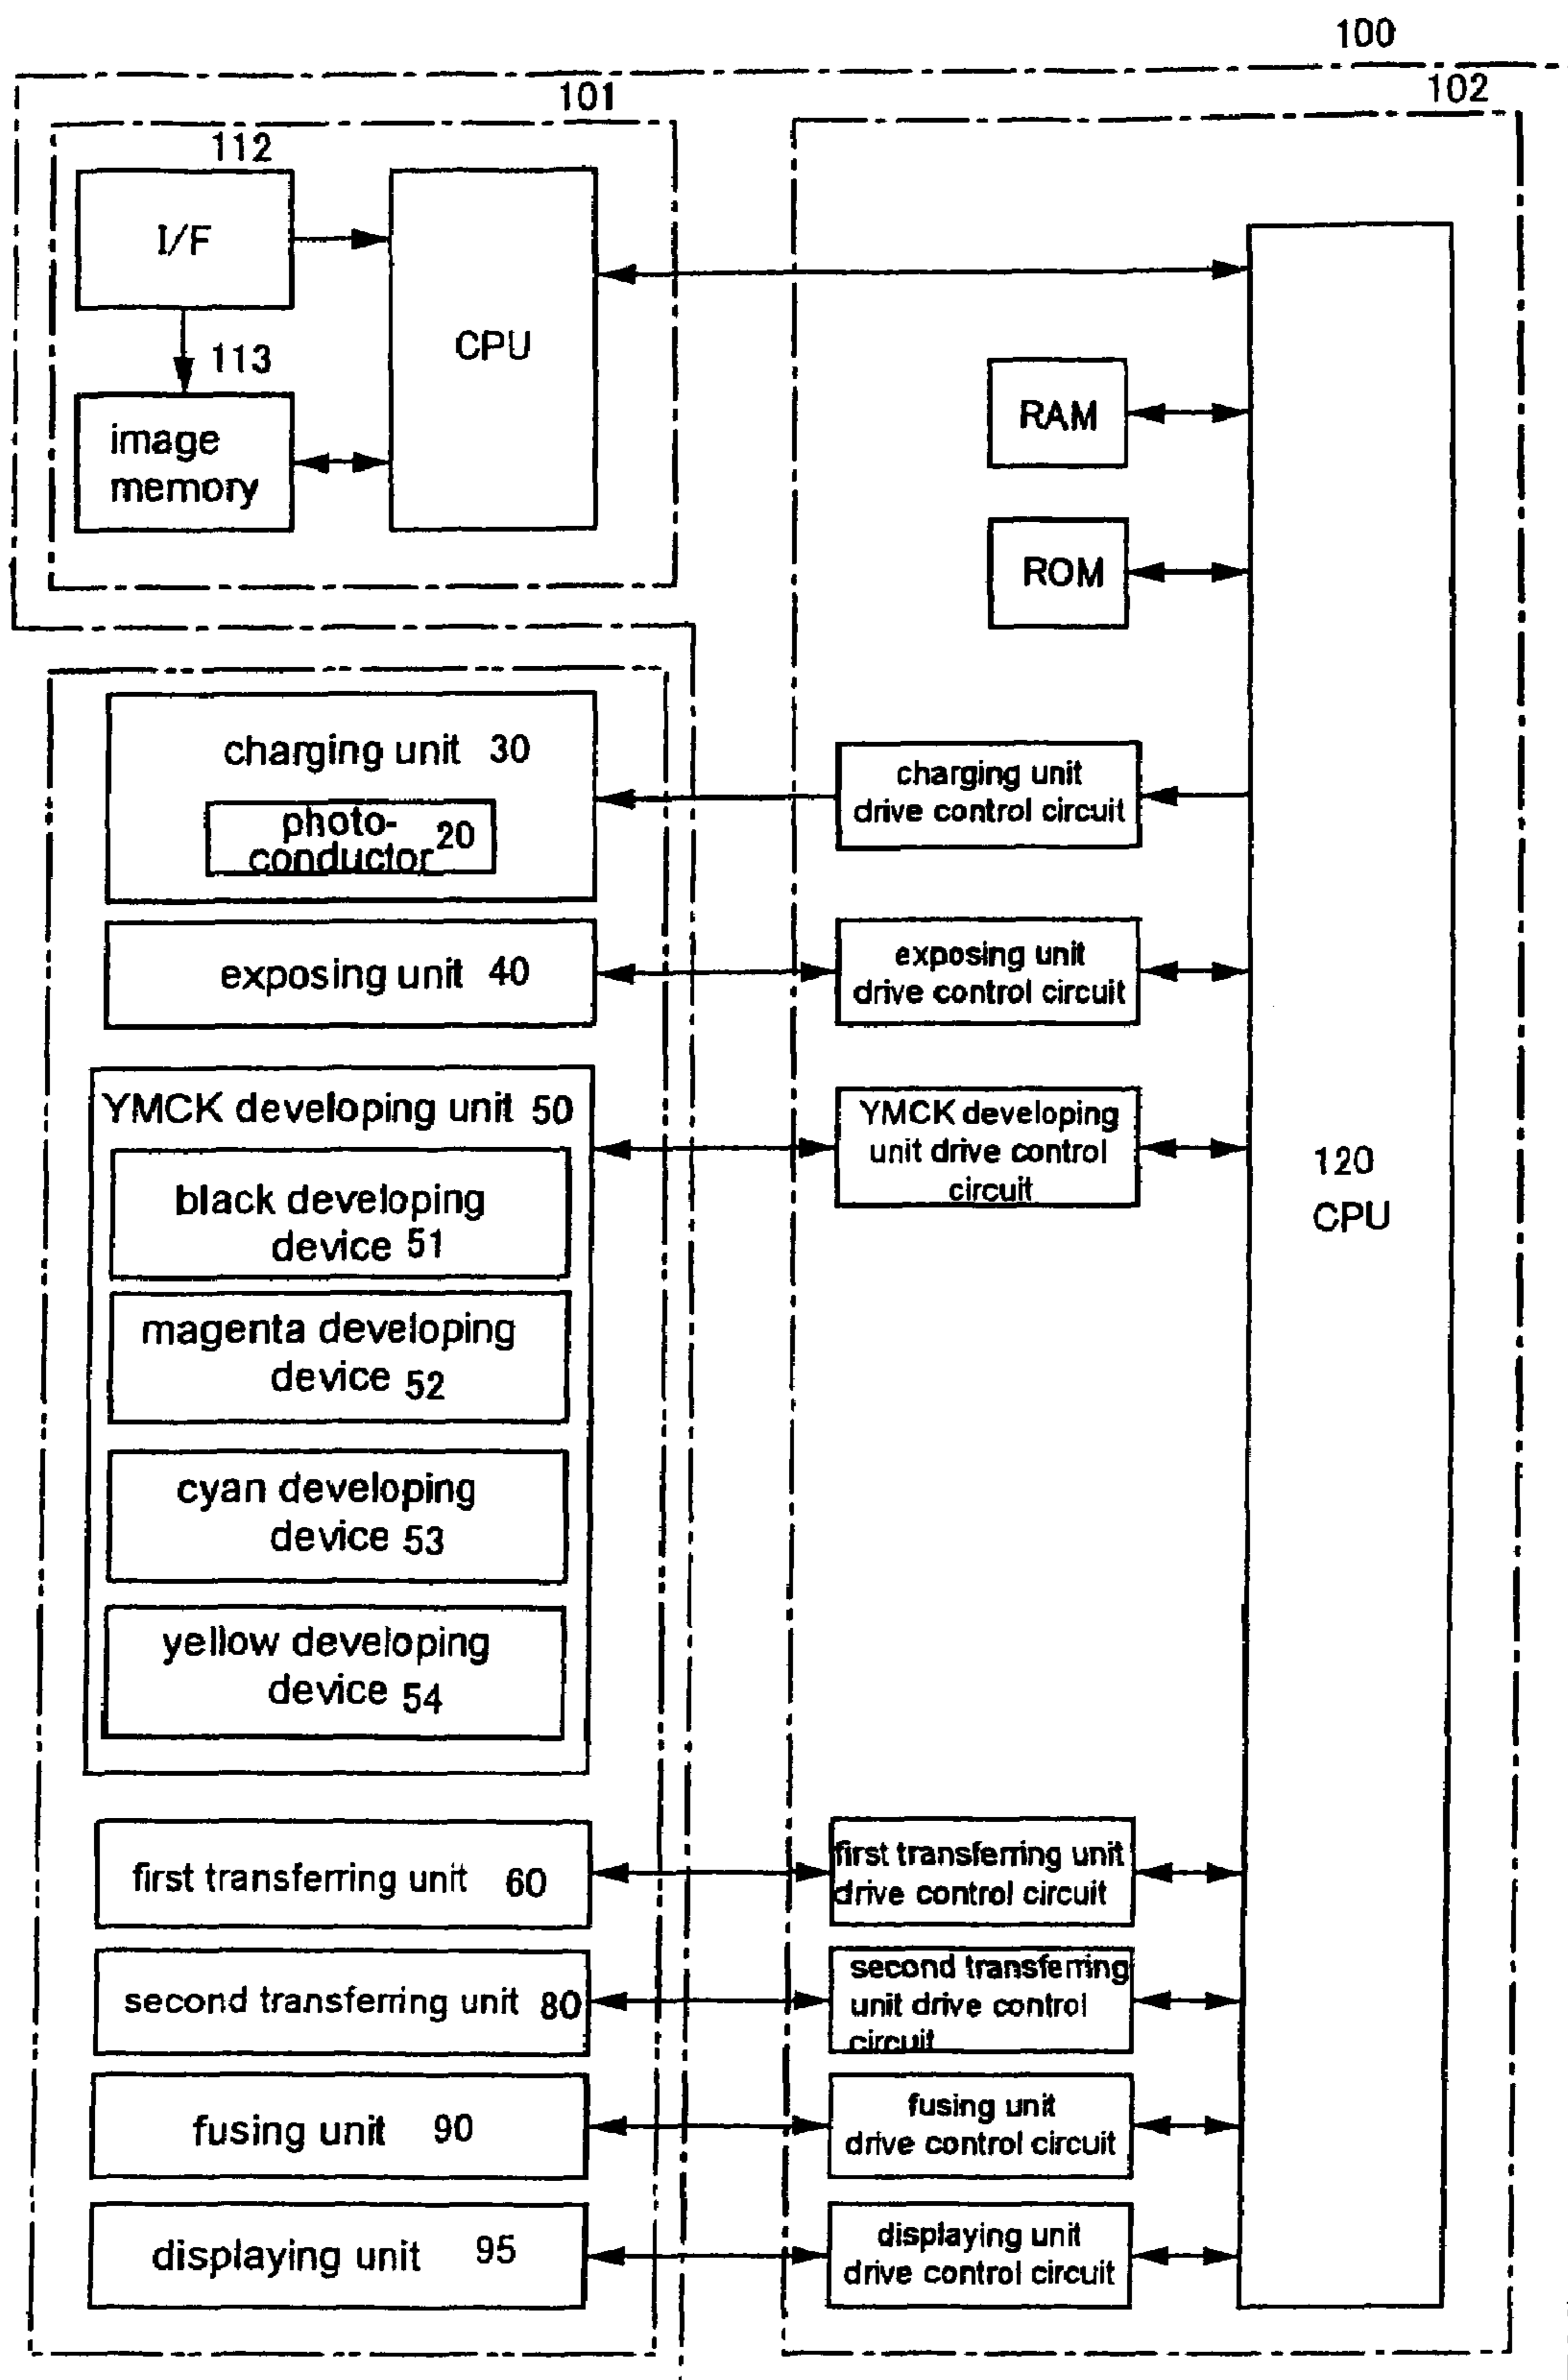 100
101
102
112
I/F
CPU
113
image
memory
RAM
ROM
charging unit 30
photo-
conductor 20
charging unit
drive control circuit
exposing unit 40
exposing unit
drive control circuit
YMCK developing unit 50
YMCK developing
unit drive control
circuit
120
CPU
black developing
device 51
magenta developing
device 52
cyan developing
device 53
yellow developing
device 54
first transferring unit 60
first transferring unit
drive control circuit
second transferring unit 80
second transferring
unit drive control
circuit
fusing unit 90
fusing unit
drive control circuit
displaying unit 95
displaying unit
drive control circuit